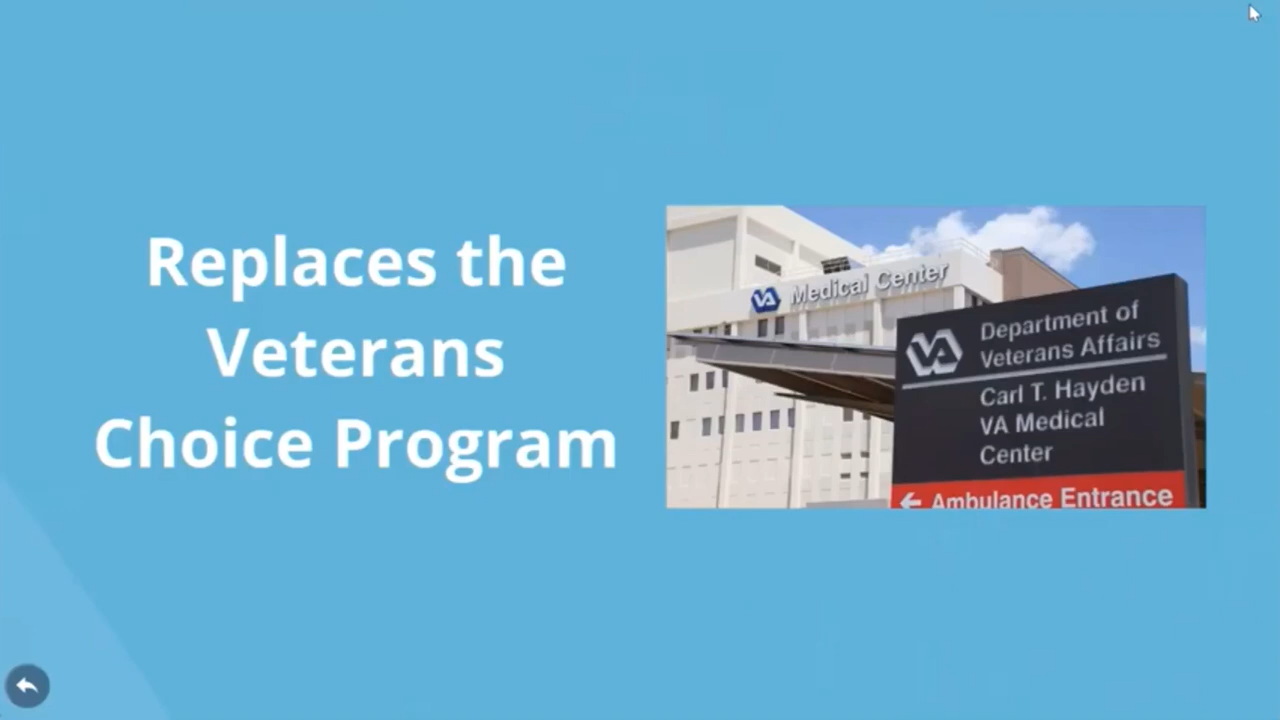 Replaces the
Veterans
Choice Program
VA Medical Center
VA Department of
Veterans Affairs
Carl T. Hayden
VA Medical
Center
← Ambulance Entrance